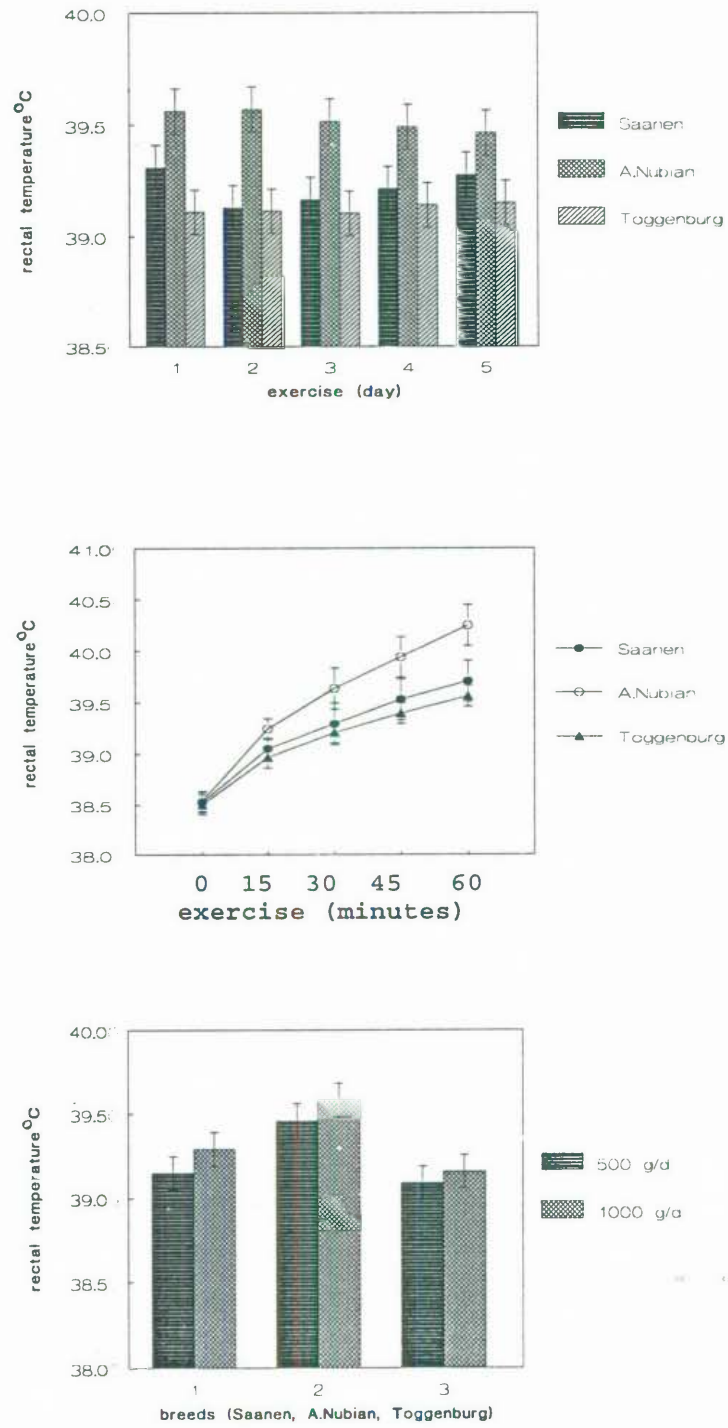 40.0
39.5
39.0
38.5
rectal temperature °C
1 2 3 4 5
exercise (day)
Saanen
A.Nubian
Toggenburg
41.0
40.5
40.0
39.5
39.0
38.5
38.0
rectal temperature °C
0 15 30 45 60
exercise (minutes)
Saanen
A.Nubian
Toggenburg
40.0
39.5
39.0
38.5
38.0
rectal temperature °C
1 2 3
breeds (Saanen, A.Nubian, Toggenburg)
500 g/d
1000 g/d